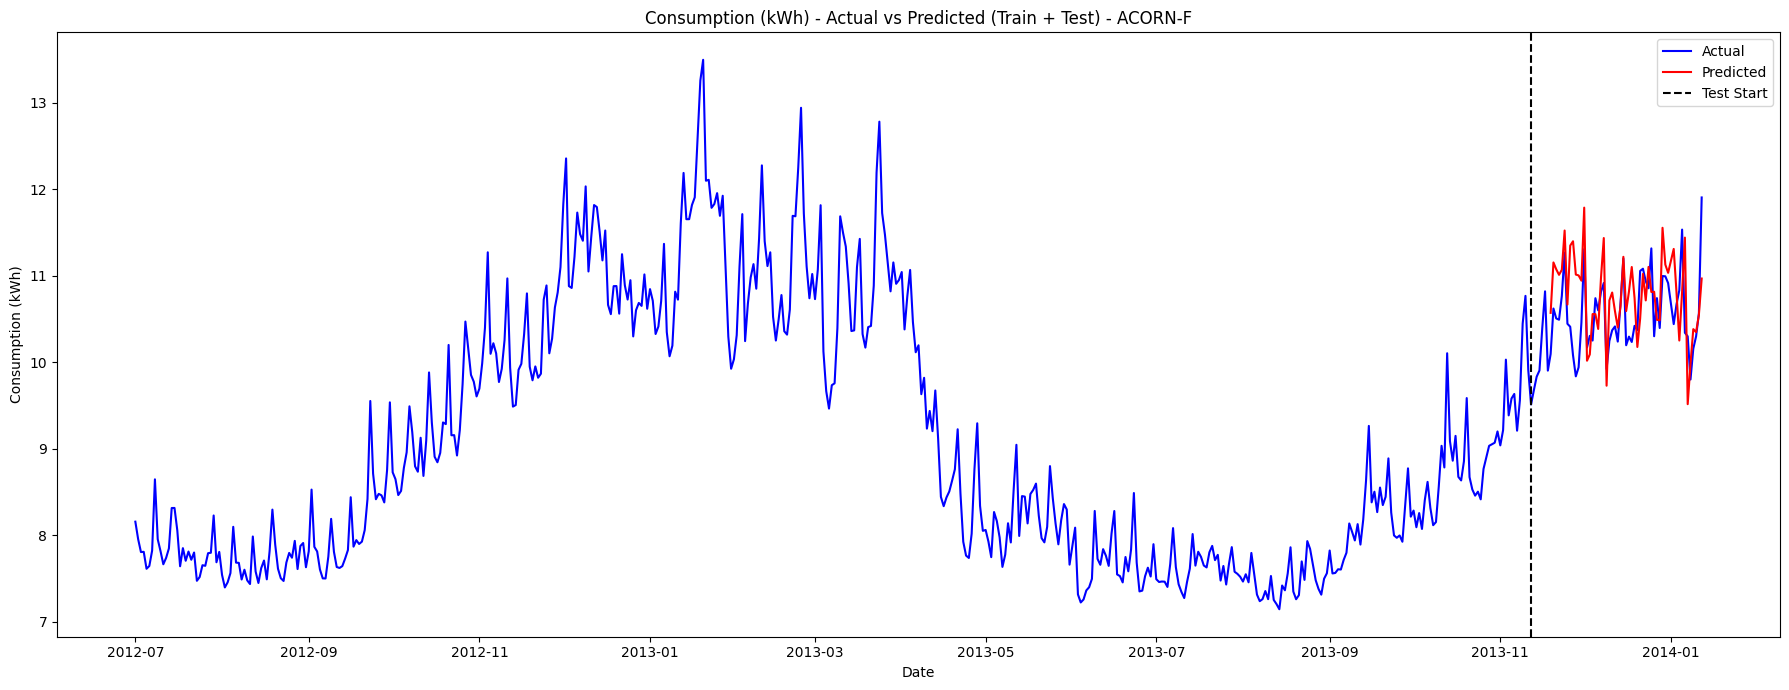 Consumption (kWh) - Actual vs Predicted (Train + Test) - ACORN-F
Actual
Predicted
Test Start
Consumption (kWh)
13
12
11
10
9
8
7
2012-07
2012-09
2012-11
2013-01
2013-03
2013-05
2013-07
2013-09
2013-11
2014-01
Date